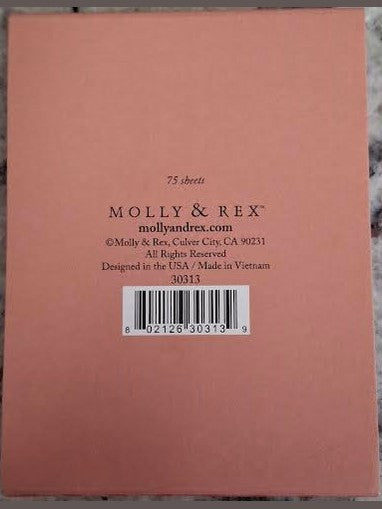 75 sheets
MOLLY & REX™
mollyandrex.com
©Molly & Rex, Culver City, CA 90231
All Rights Reserved
Designed in the USA / Made in Vietnam
30313
8 02126 30313 9